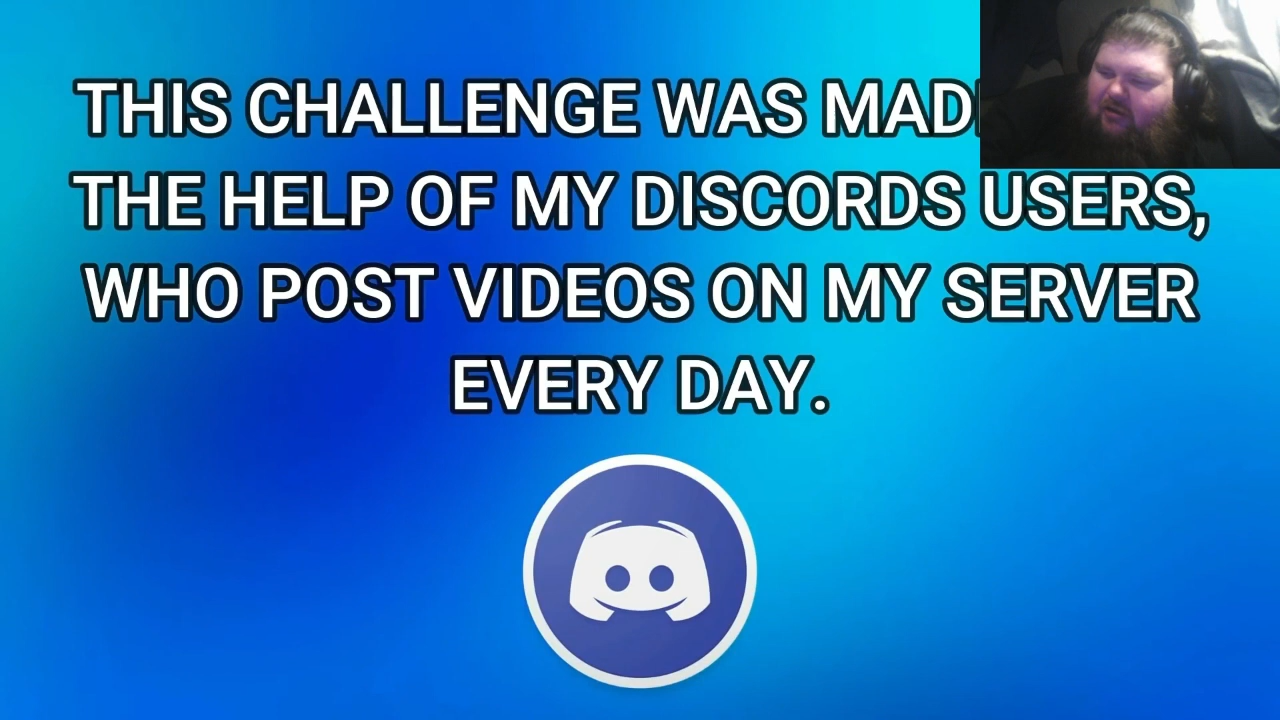 THIS CHALLENGE WAS
THE HELP OF MY DISCORDS USERS,
WHO POST VIDEOS ON MY SERVER
EVERY DAY.